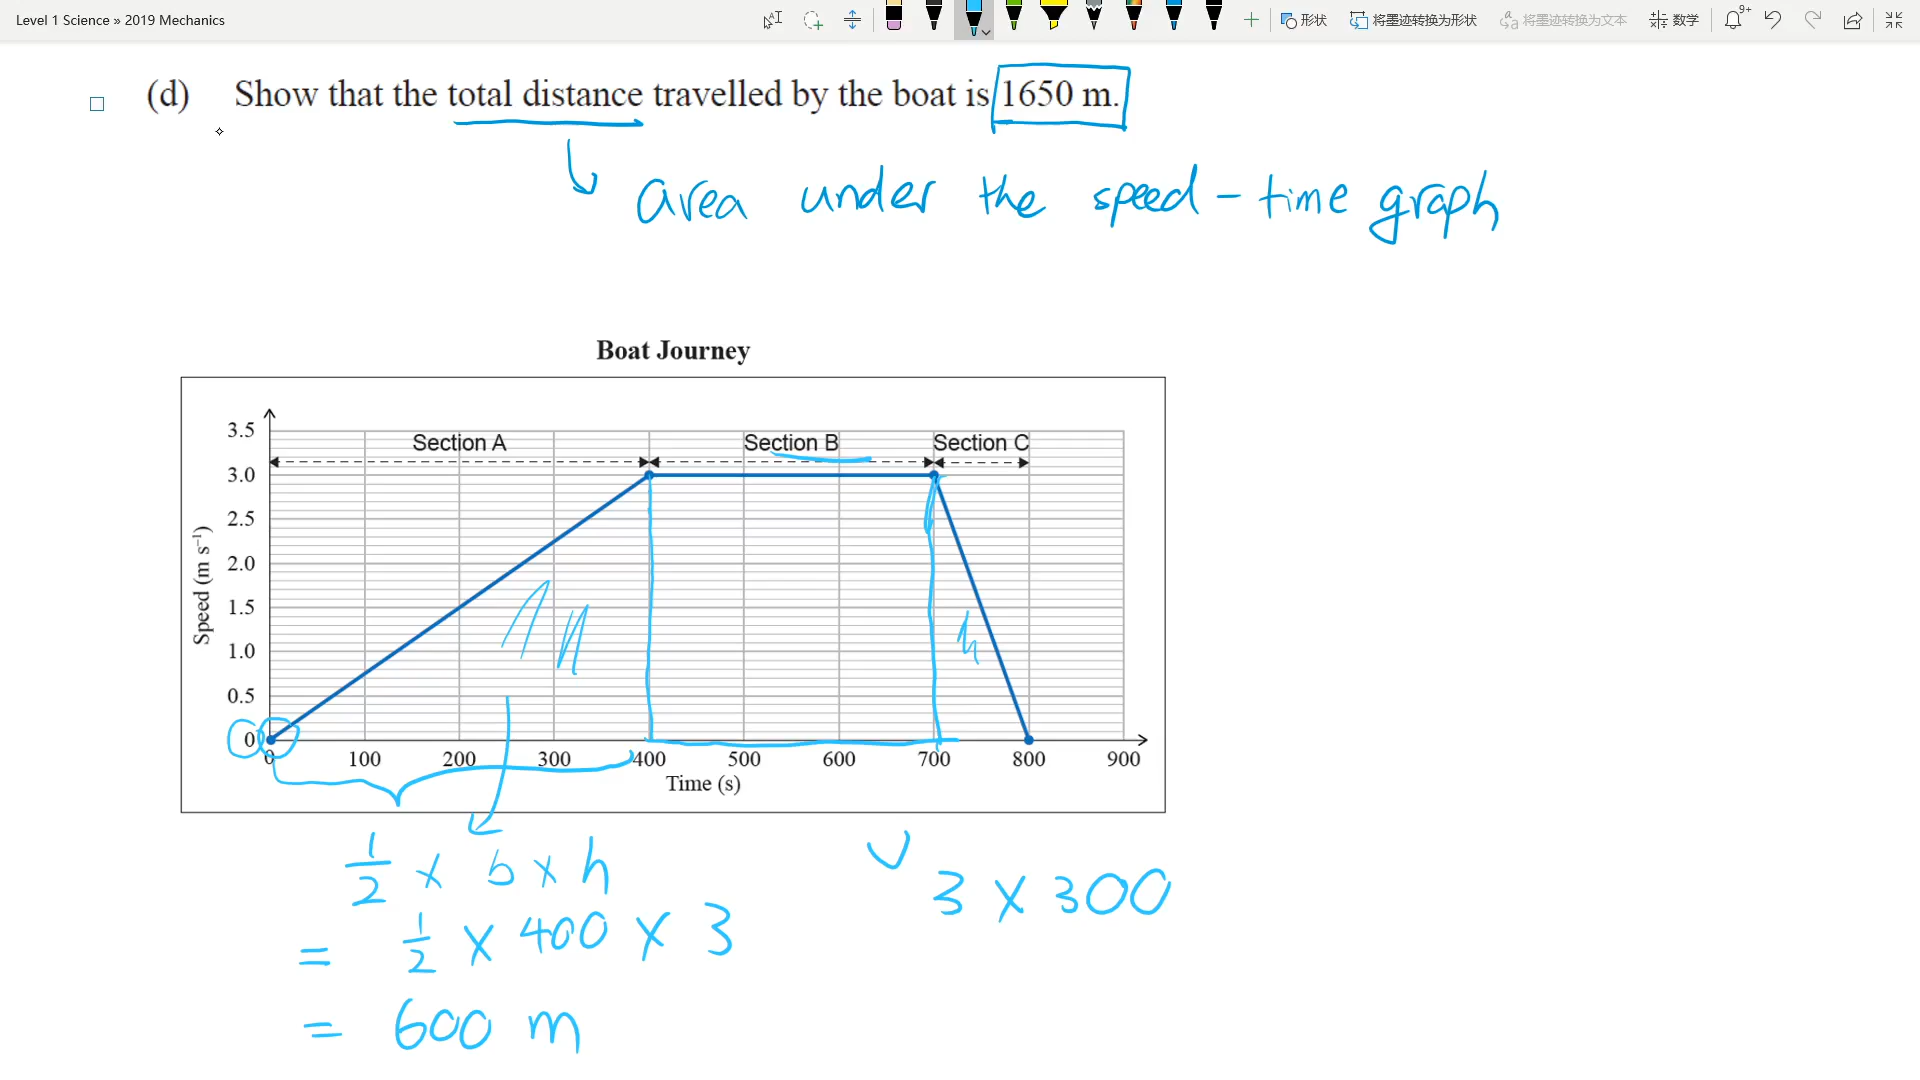 Level 1 Science » 2019 Mechanics
9+
形状
将墨迹转换为形状
将墨迹转换为文本
数学
(d) Show that the total distance travelled by the boat is 1650 m.
area under the speed - time graph
Boat Journey
Section A
Section B
Section C
3.5
3.0
2.5
2.0
1.5
1.0
0.5
0
Speed (m s⁻¹)
h
0 100 200 300 400 500 600 700 800 900
Time (s)
1/2 x b x h
= 1/2 x 400 x 3
= 600 m
3 x 300